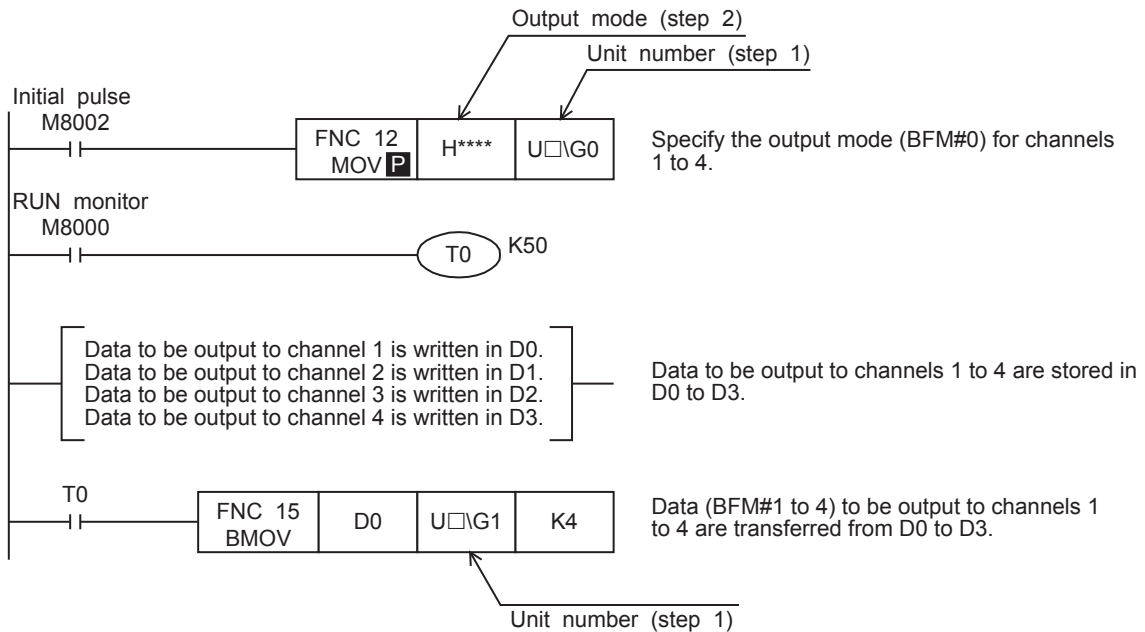 Output mode (step 2)
Unit number (step 1)
Initial pulse
M8002
FNC 12
MOV P
H****
U□\G0
Specify the output mode (BFM#0) for channels
1 to 4.
RUN monitor
M8000
T0
K50
Data to be output to channel 1 is written in D0.
Data to be output to channel 2 is written in D1.
Data to be output to channel 3 is written in D2.
Data to be output to channel 4 is written in D3.
Data to be output to channels 1 to 4 are stored in
D0 to D3.
T0
FNC 15
BMOV
D0
U□\G1
K4
Data (BFM#1 to 4) to be output to channels 1
to 4 are transferred from D0 to D3.
Unit number (step 1)